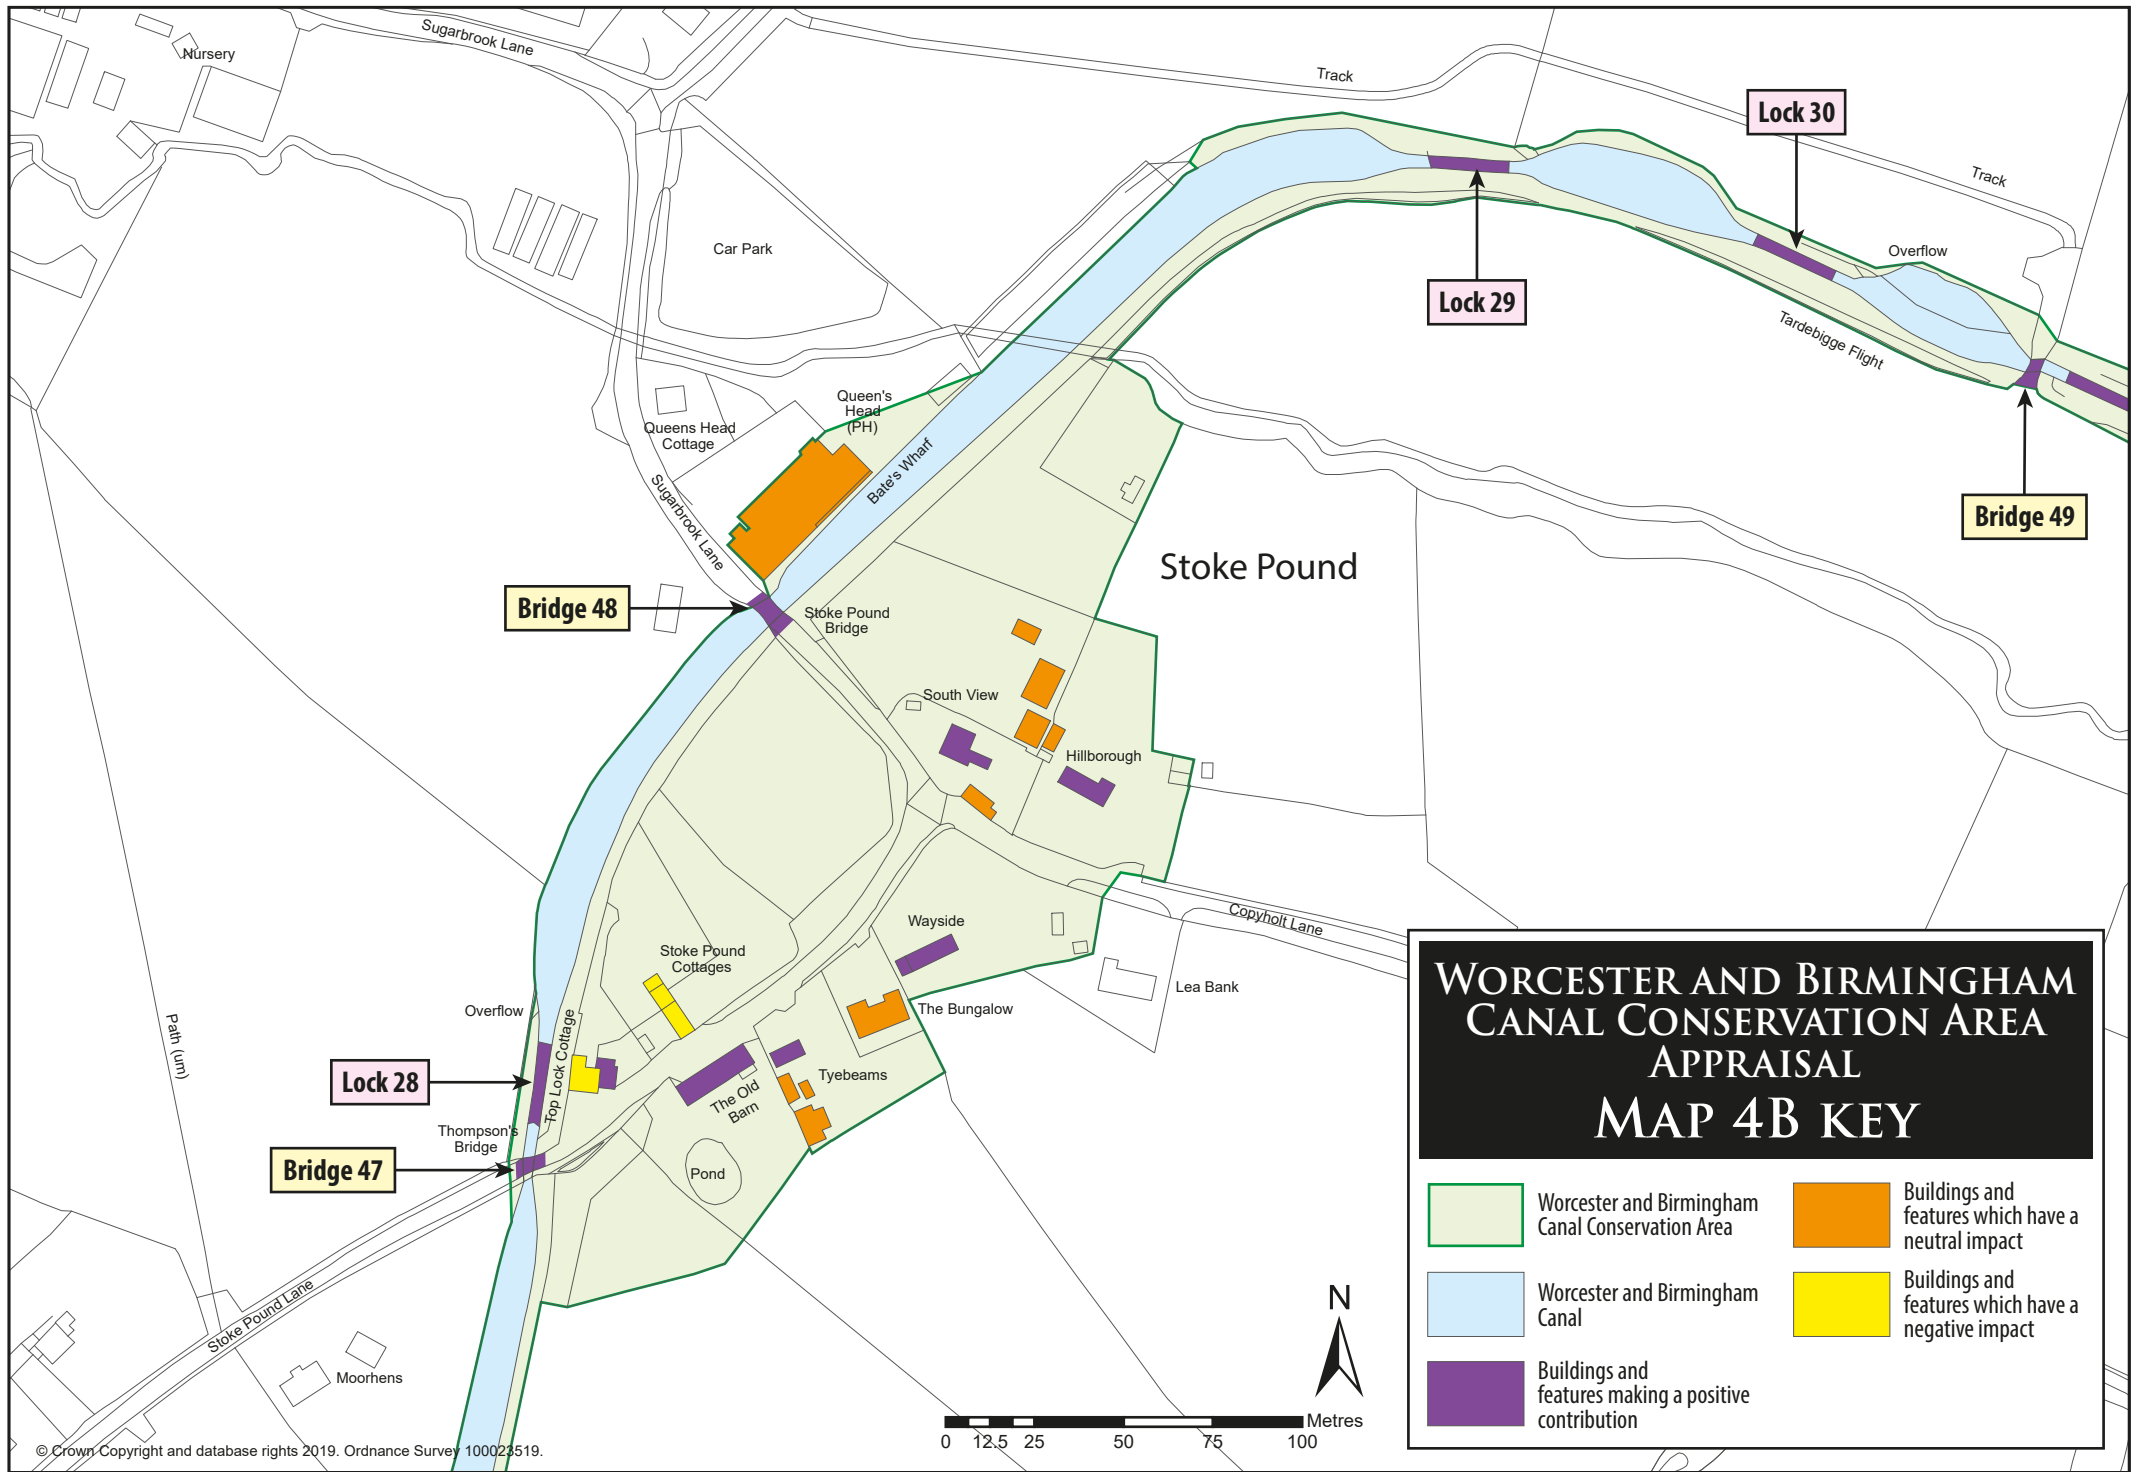 Sugarbrook Lane
Nursery
Track
Lock 30
Track
Car Park
Overflow
Lock 29
Tardebigge Flight
Queen's
Head
(PH)
Queens Head
Cottage
Bate's Wharf
Sugarbrook Lane
Bridge 49
Stoke Pound
Bridge 48
Stoke Pound
Bridge
South View
Hillborough
Copyholt Lane
Wayside
Stoke Pound
Cottages
Lea Bank
Overflow
The Bungalow
Path (um)
Top Lock Cottage
Lock 28
Tyebeams
The Old
Barn
Thompson's
Bridge
Bridge 47
Pond
Stoke Pound Lane
Moorhens
© Crown Copyright and database rights 2019. Ordnance Survey 100023519.
N
Metres
0 12.5 25 50 75 100
Worcester and Birmingham
Canal Conservation Area
Appraisal
Map 4B key
Worcester and Birmingham
Canal Conservation Area
Worcester and Birmingham
Canal
Buildings and
features making a positive
contribution
Buildings and
features which have a
neutral impact
Buildings and
features which have a
negative impact